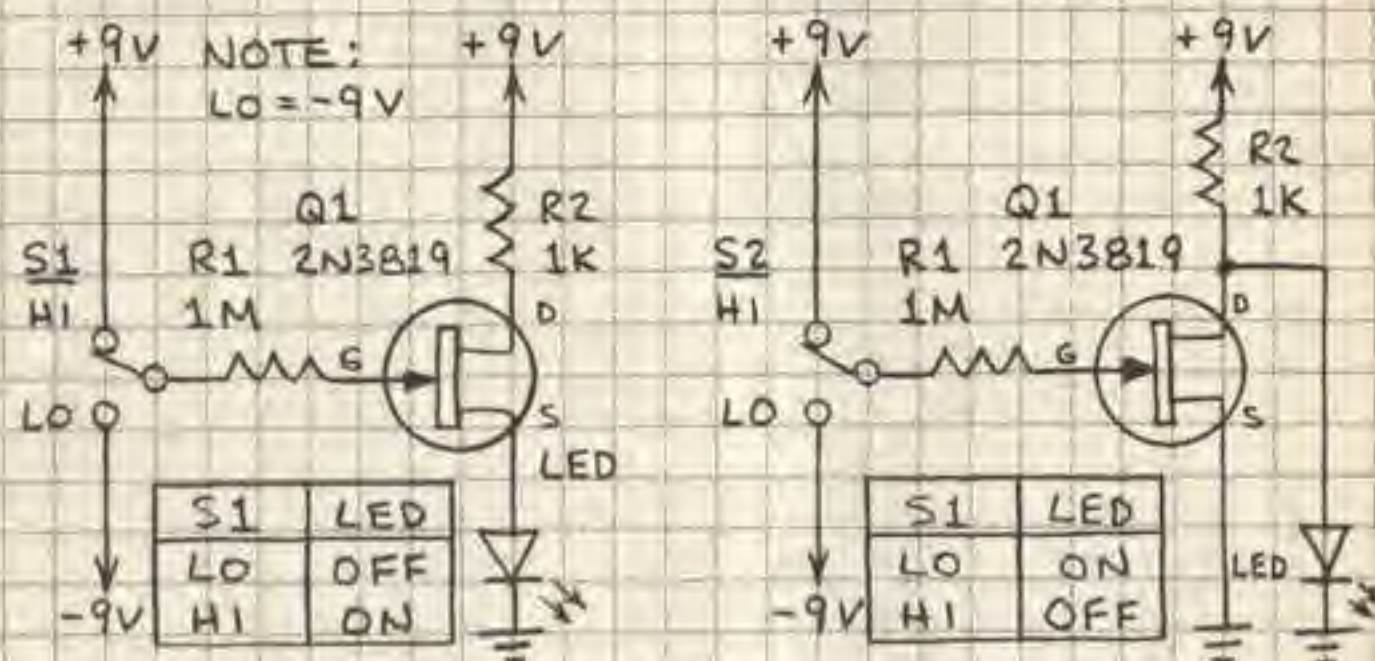 +9V NOTE: +9V
LO = -9V
Q1
2N3819
R2
1K
S1
HI
R1
1M
G
D
S
LO
LED
-9V
S1 LED
LO OFF
HI ON
+9V +9V
R2
1K
Q1
2N3819
S2
HI
R1
1M
G
D
S
LO
LED
-9V
S1 LED
LO ON
HI OFF